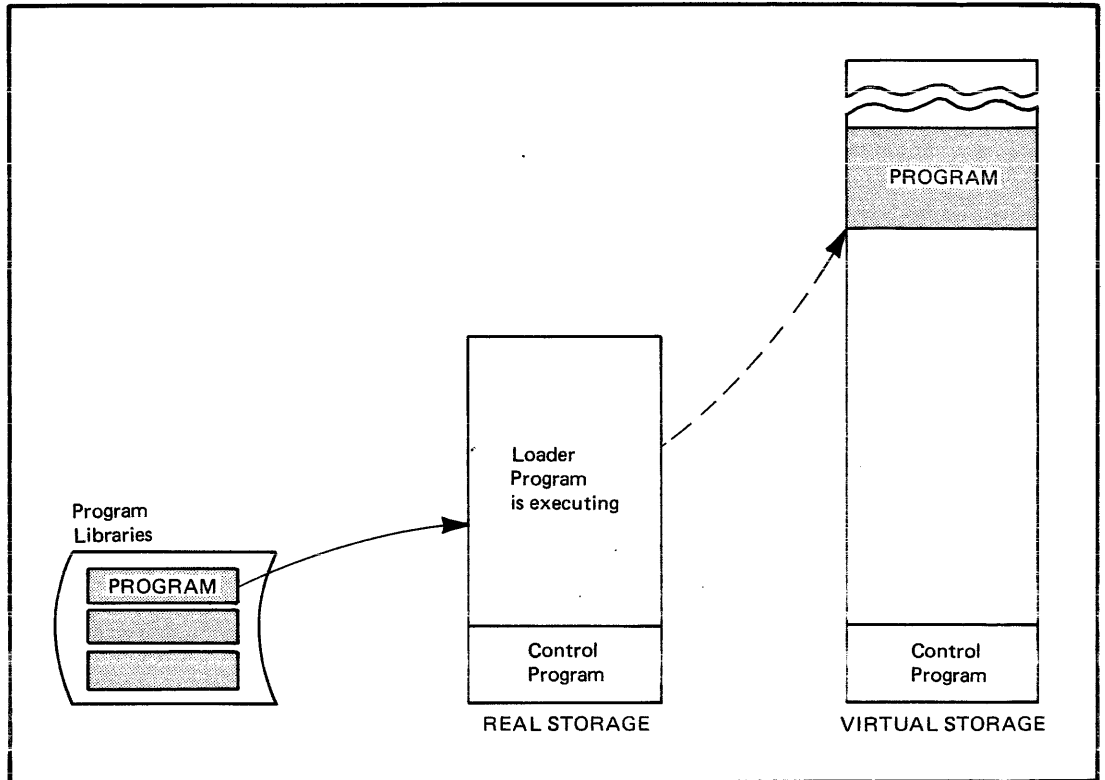 PROGRAM
Loader
Program
is executing
Program
Libraries
PROGRAM
Control
Program
Control
Program
REAL STORAGE
VIRTUAL STORAGE